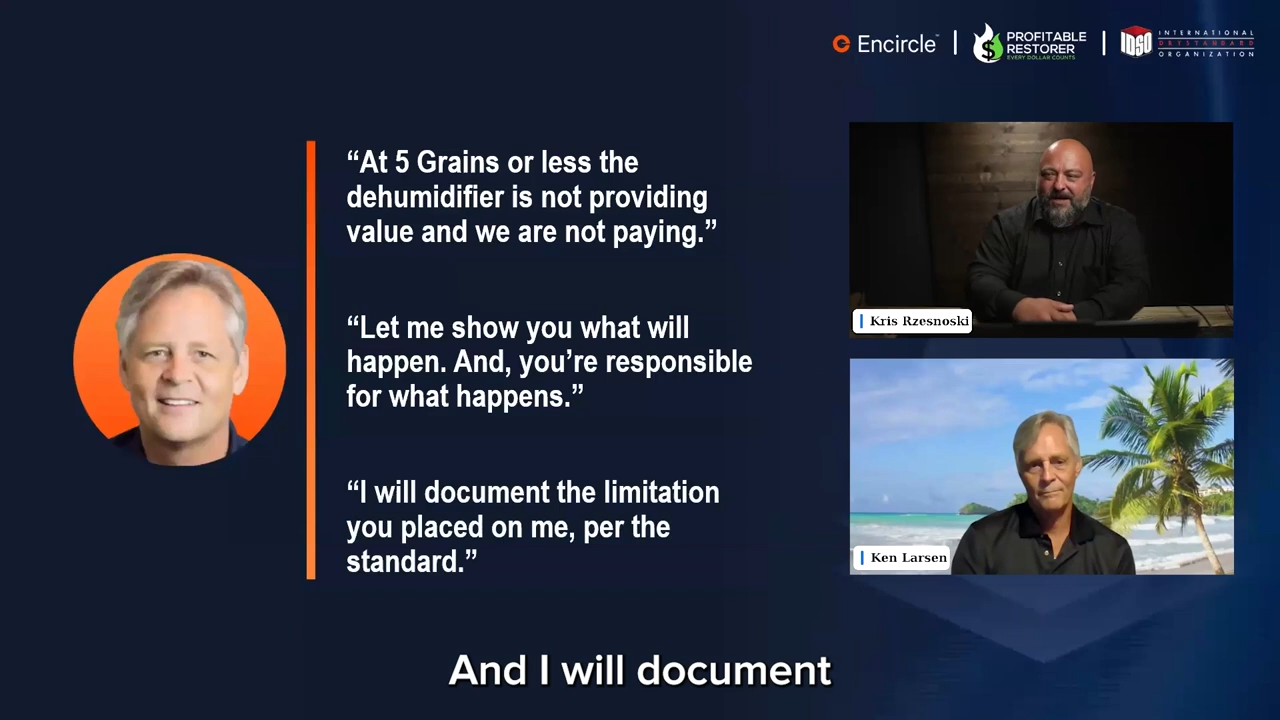 Encircle
PROFITABLE
RESTORER
EVERY DOLLAR COUNTS
IDSO
INTERNATIONAL
DRYSTANDARD
ORGANIZATION
“At 5 Grains or less the
dehumidifier is not providing
value and we are not paying.”
“Let me show you what will
happen. And, you’re responsible
for what happens.”
“I will document the limitation
you placed on me, per the
standard.”
Kris Rzesnoski
Ken Larsen
And I will document